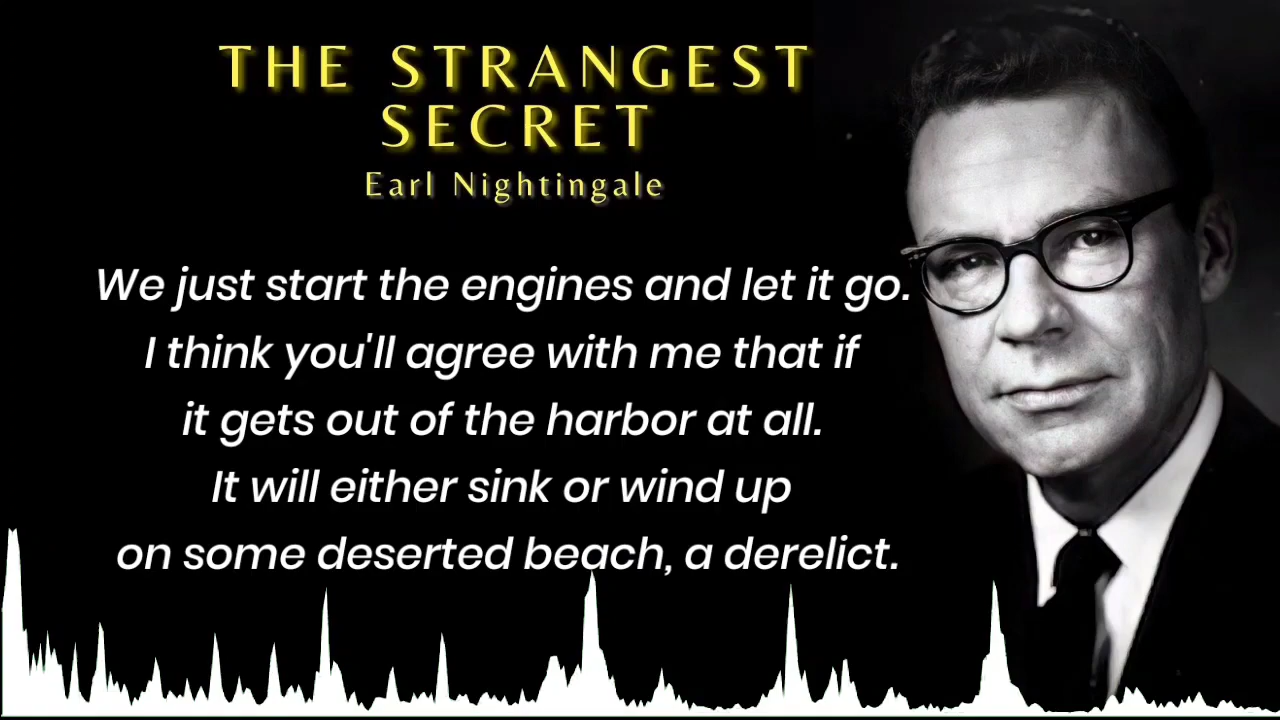 THE STRANGEST
SECRET
Earl Nightingale
We just start the engines and let it go.
I think you'll agree with me that if
it gets out of the harbor at all.
It will either sink or wind up
on some deserted beach, a derelict.